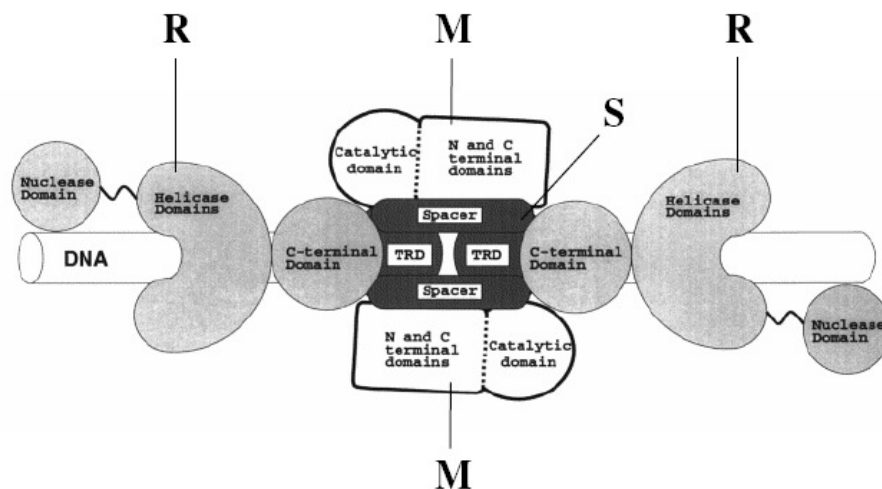 R
M
R
S
Catalytic
domain
N and C
terminal
domains
Nuclease
Domain
Helicase
Domains
Helicase
Domains
Spacer
DNA
C-terminal
Domain
TRD
TRD
C-terminal
Domain
Spacer
N and C
terminal
domains
Catalytic
domain
Nuclease
Domain
M